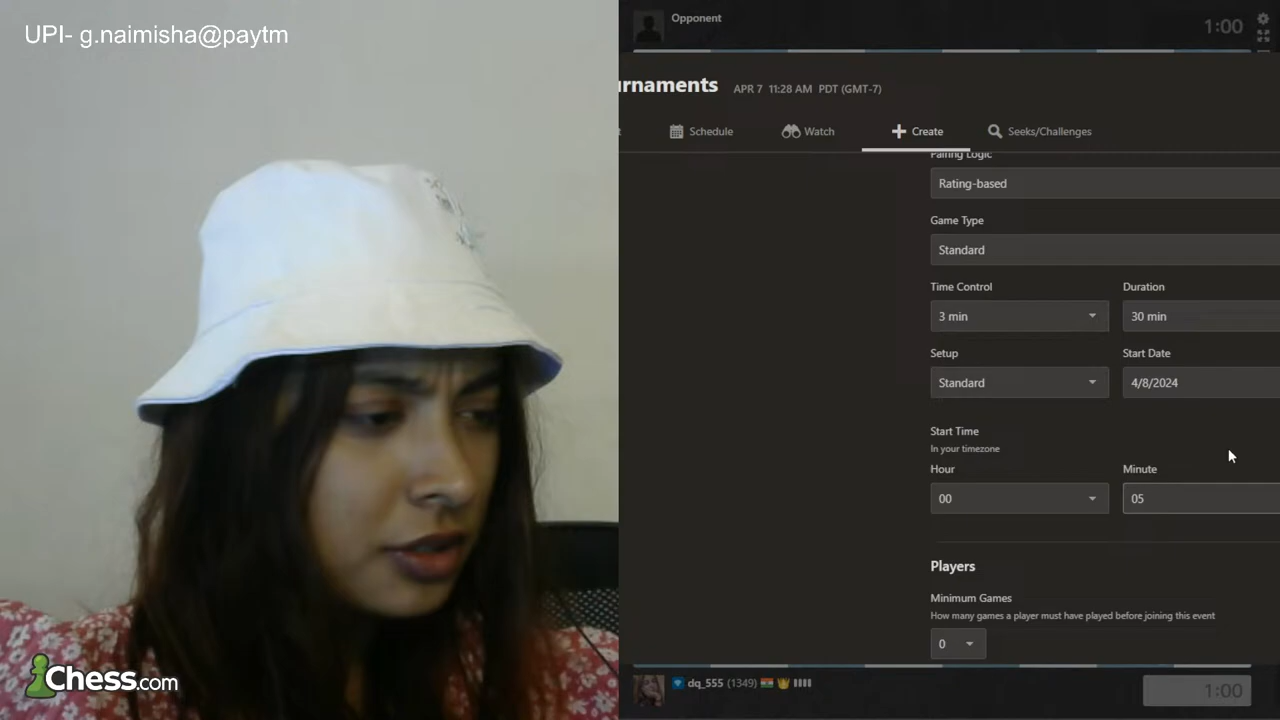 UPI- g.naimisha@paytm
Opponent
1:00
urnaments APR 7 11:28 AM PDT (GMT-7)
Schedule Watch Create Seeks/Challenges
Pairing Logic
Rating-based
Game Type
Standard
Time Control Duration
3 min 30 min
Setup Start Date
Standard 4/8/2024
Start Time
In your timezone
Hour Minute
00 05
Players
Minimum Games
How many games a player must have played before joining this event
0
Chess.com
dq_555 (1349)
1:00